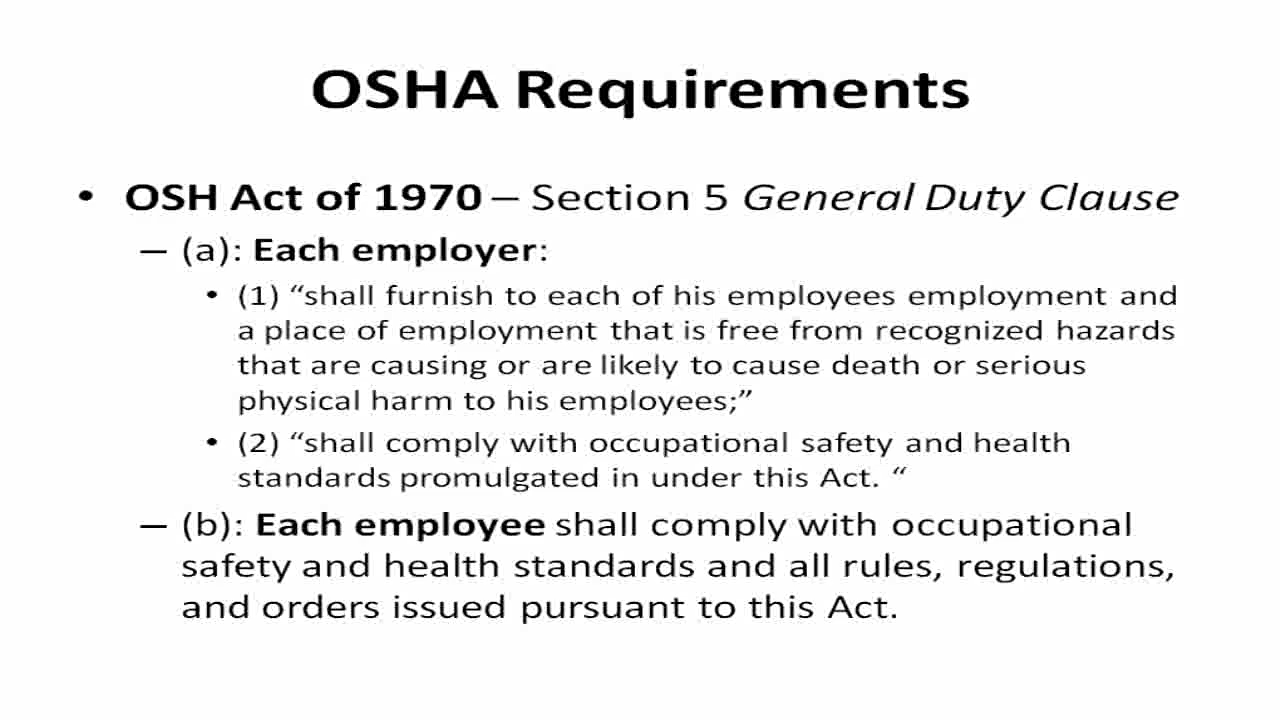 OSHA Requirements
• OSH Act of 1970 – Section 5 General Duty Clause
– (a): Each employer:
• (1) “shall furnish to each of his employees employment and
a place of employment that is free from recognized hazards
that are causing or are likely to cause death or serious
physical harm to his employees;”
• (2) “shall comply with occupational safety and health
standards promulgated in under this Act. “
– (b): Each employee shall comply with occupational
safety and health standards and all rules, regulations,
and orders issued pursuant to this Act.